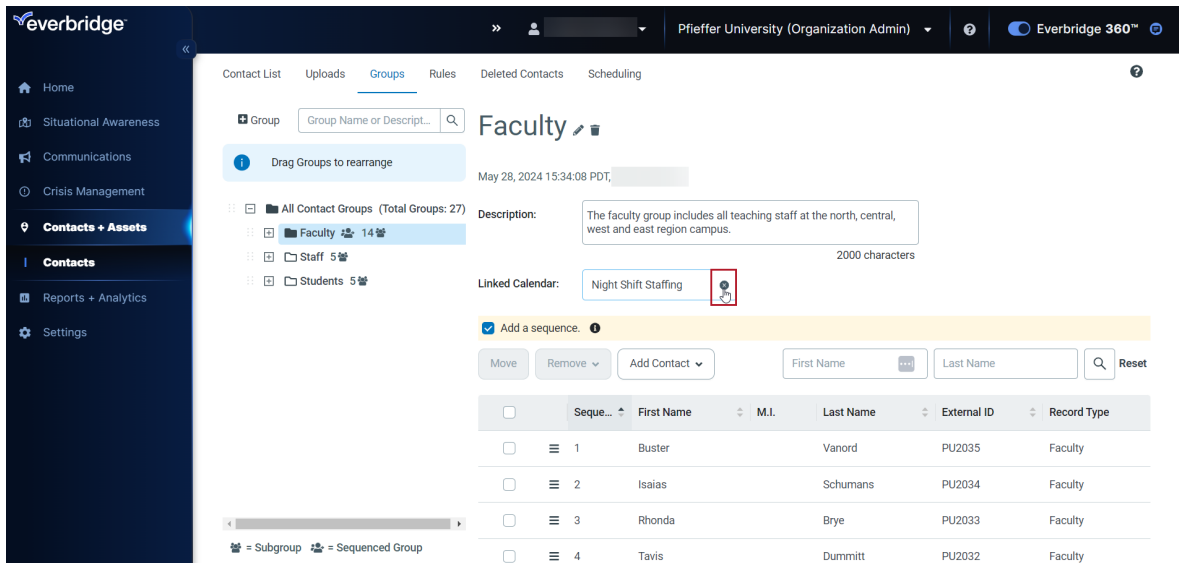 everbridge
» Pfieffer University (Organization Admin) Everbridge 360™
«
Home
Situational Awareness
Communications
Crisis Management
Contacts + Assets
Contacts
Reports + Analytics
Settings
Contact List Uploads Groups Rules Deleted Contacts Scheduling
Group Group Name or Descript...
Drag Groups to rearrange
All Contact Groups (Total Groups: 27)
Faculty 14
Staff 5
Students 5
= Subgroup = Sequenced Group
Faculty
May 28, 2024 15:34:08 PDT,
Description: The faculty group includes all teaching staff at the north, central,
west and east region campus.
2000 characters
Linked Calendar: Night Shift Staffing
Add a sequence.
Move Remove Add Contact First Name Last Name Reset
Seque... First Name M.I. Last Name External ID Record Type
1 Buster Vanord PU2035 Faculty
2 Isaias Schumans PU2034 Faculty
3 Rhonda Brye PU2033 Faculty
4 Tavis Dummitt PU2032 Faculty